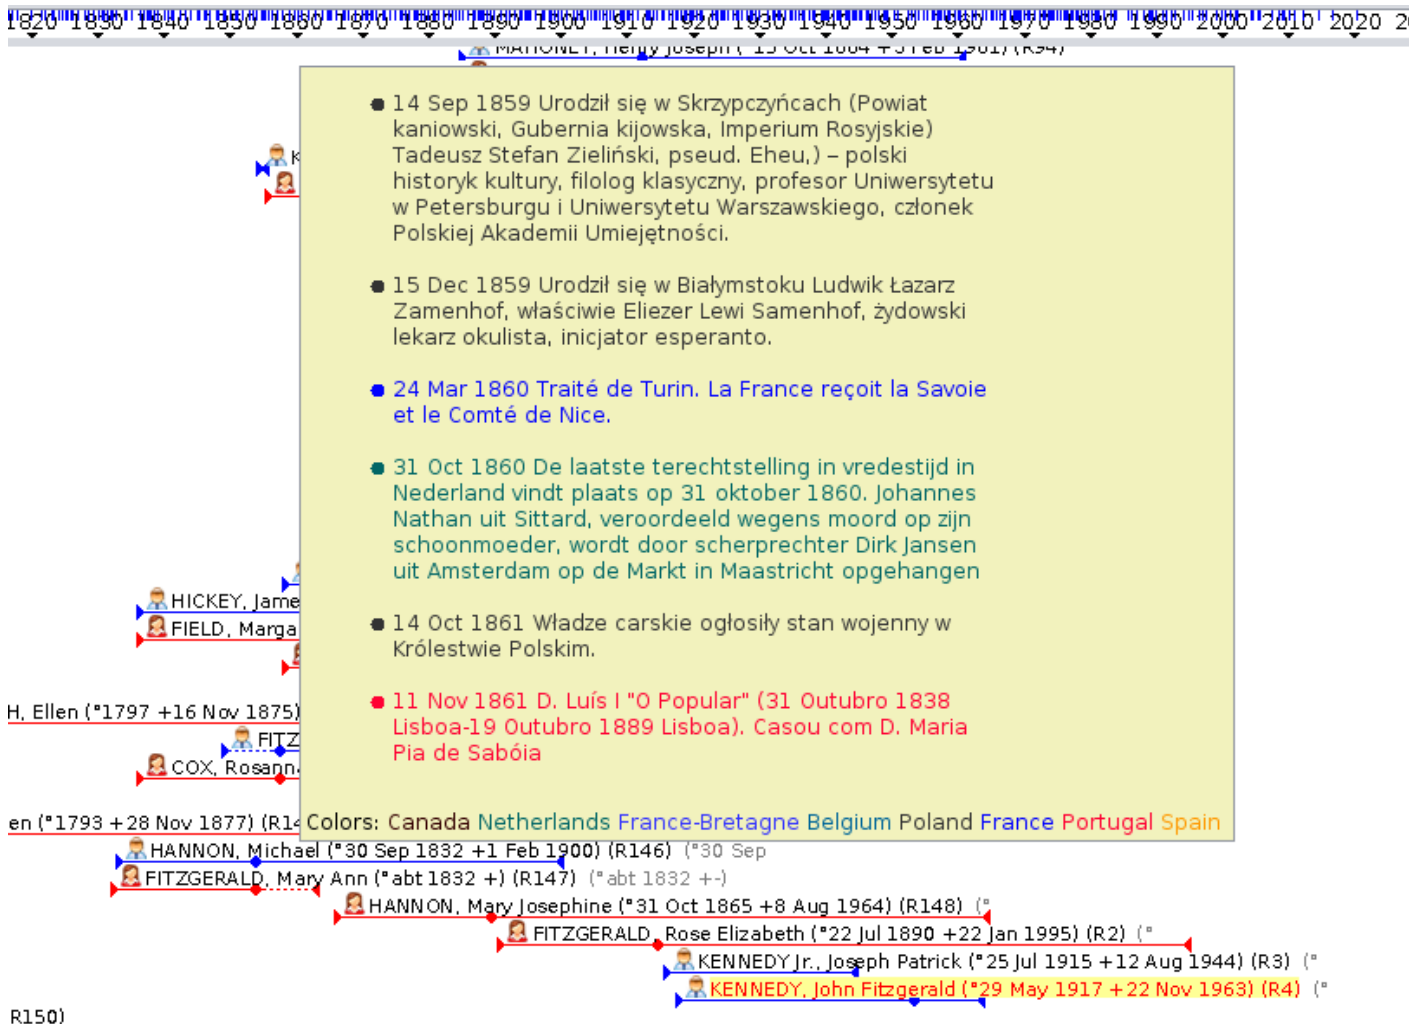 1820 1830 1840 1850 1860 1870 1880 1890 1900 1910 1920 1930 1940 1950 1960 1970 1980 1990 2000 2010 2020 2
MAHONEY, Henry Joseph (°15 Oct 1864 +3 Feb 1961) (R94)
14 Sep 1859 Urodził się w Skrzypczyńcach (Powiat
kaniowski, Gubernia kijowska, Imperium Rosyjskie)
Tadeusz Stefan Zieliński, pseud. Eheu,) – polski
historyk kultury, filolog klasyczny, profesor Uniwersytetu
w Petersburgu i Uniwersytetu Warszawskiego, członek
Polskiej Akademii Umiejętności.
15 Dec 1859 Urodził się w Białymstoku Ludwik Łazarz
Zamenhof, właściwie Eliezer Lewi Samenhof, żydowski
lekarz okulista, inicjator esperanto.
24 Mar 1860 Traité de Turin. La France reçoit la Savoie
et le Comté de Nice.
31 Oct 1860 De laatste terechtstelling in vredestijd in
Nederland vindt plaats op 31 oktober 1860. Johannes
Nathan uit Sittard, veroordeeld wegens moord op zijn
schoonmoeder, wordt door scherprechter Dirk Jansen
uit Amsterdam op de Markt in Maastricht opgehangen
14 Oct 1861 Władze carskie ogłosiły stan wojenny w
Królestwie Polskim.
11 Nov 1861 D. Luís I "O Popular" (31 Outubro 1838
Lisboa-19 Outubro 1889 Lisboa). Casou com D. Maria
Pia de Sabóia
Colors: Canada Netherlands France-Bretagne Belgium Poland France Portugal Spain
K
HICKEY, Jame
FIELD, Marga
H, Ellen (°1797 +16 Nov 1875)
FITZ
COX, Rosann
en (°1793 +28 Nov 1877) (R14
HANNON, Michael (°30 Sep 1832 +1 Feb 1900) (R146) (°30 Sep
FITZGERALD, Mary Ann (°abt 1832 +) (R147) (°abt 1832 +-)
HANNON, Mary Josephine (°31 Oct 1865 +8 Aug 1964) (R148) (°
FITZGERALD, Rose Elizabeth (°22 Jul 1890 +22 Jan 1995) (R2) (°
KENNEDY Jr., Joseph Patrick (°25 Jul 1915 +12 Aug 1944) (R3) (°
KENNEDY, John Fitzgerald (°29 May 1917 +22 Nov 1963) (R4) (°
R150)